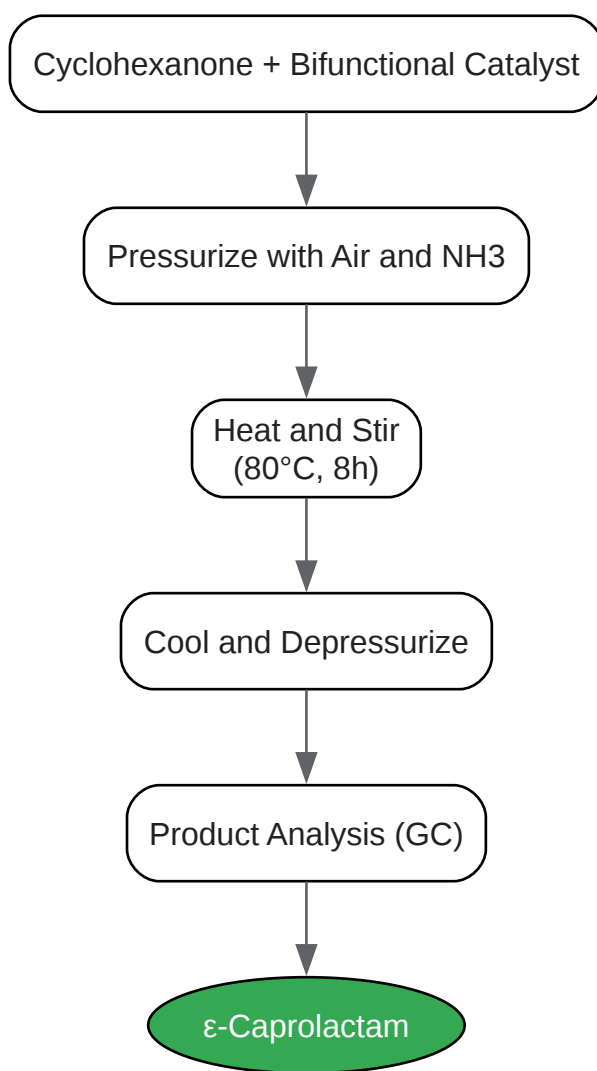 Cyclohexanone + Bifunctional Catalyst
Pressurize with Air and NH3
Heat and Stir
(80°C, 8h)
Cool and Depressurize
Product Analysis (GC)
ε-Caprolactam